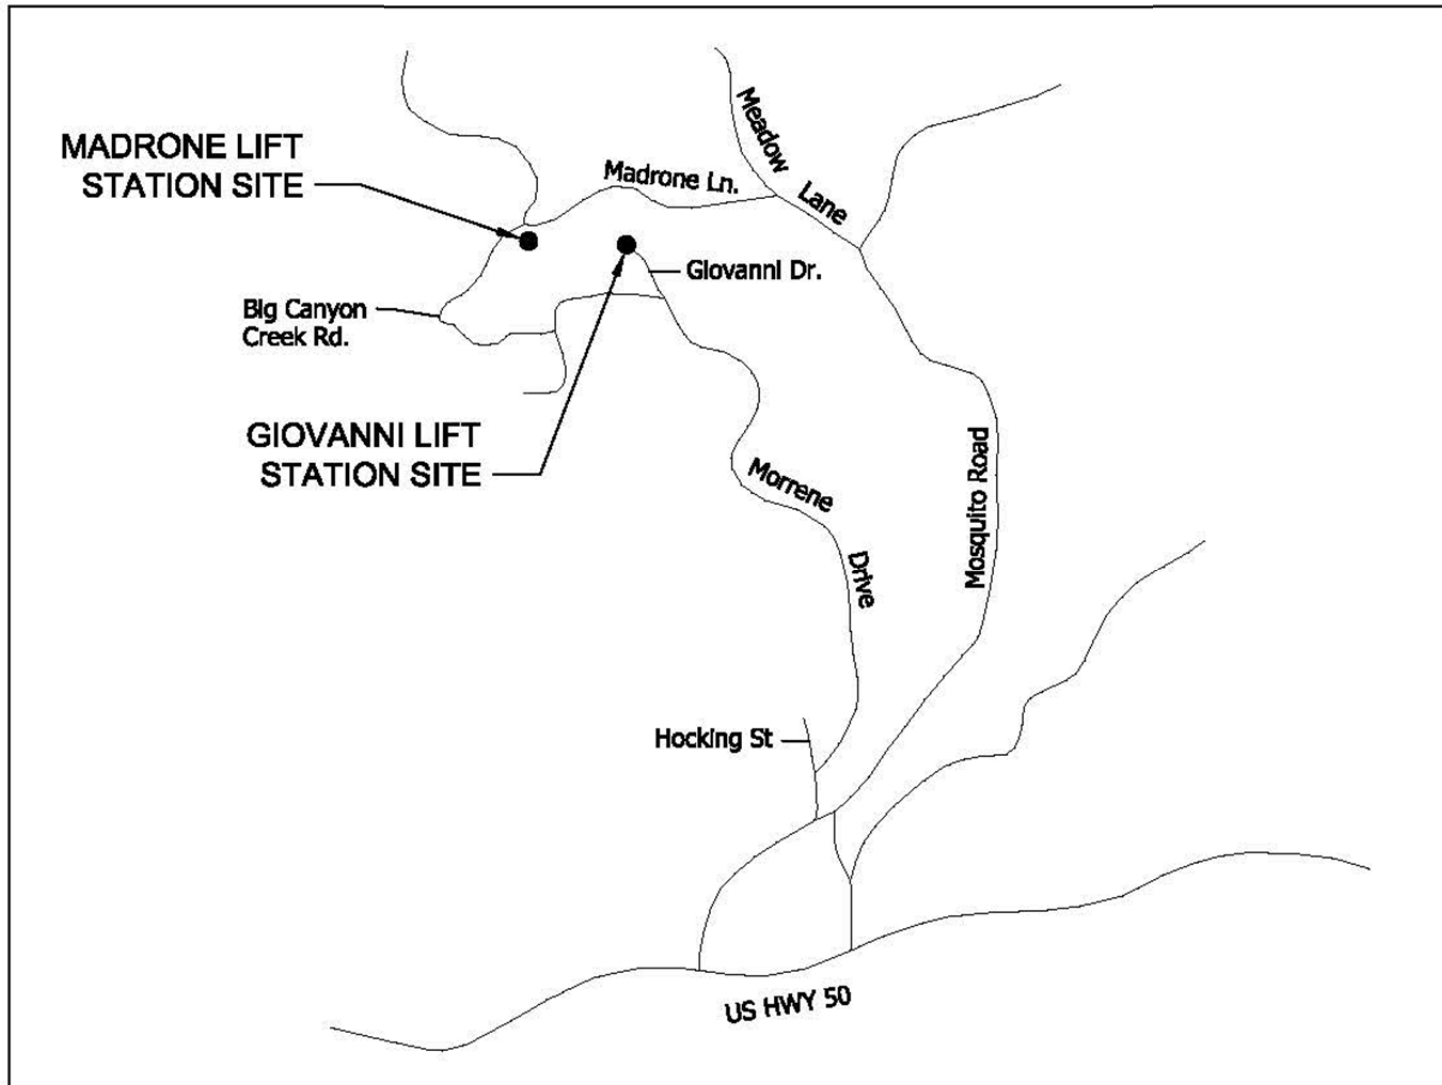 MADRONE LIFT
STATION SITE
Meadow
Lane
Madrone Ln.
Giovanni Dr.
Big Canyon
Creek Rd.
GIOVANNI LIFT
STATION SITE
Morrene
Drive
Mosquito Road
Hocking St
US HWY 50